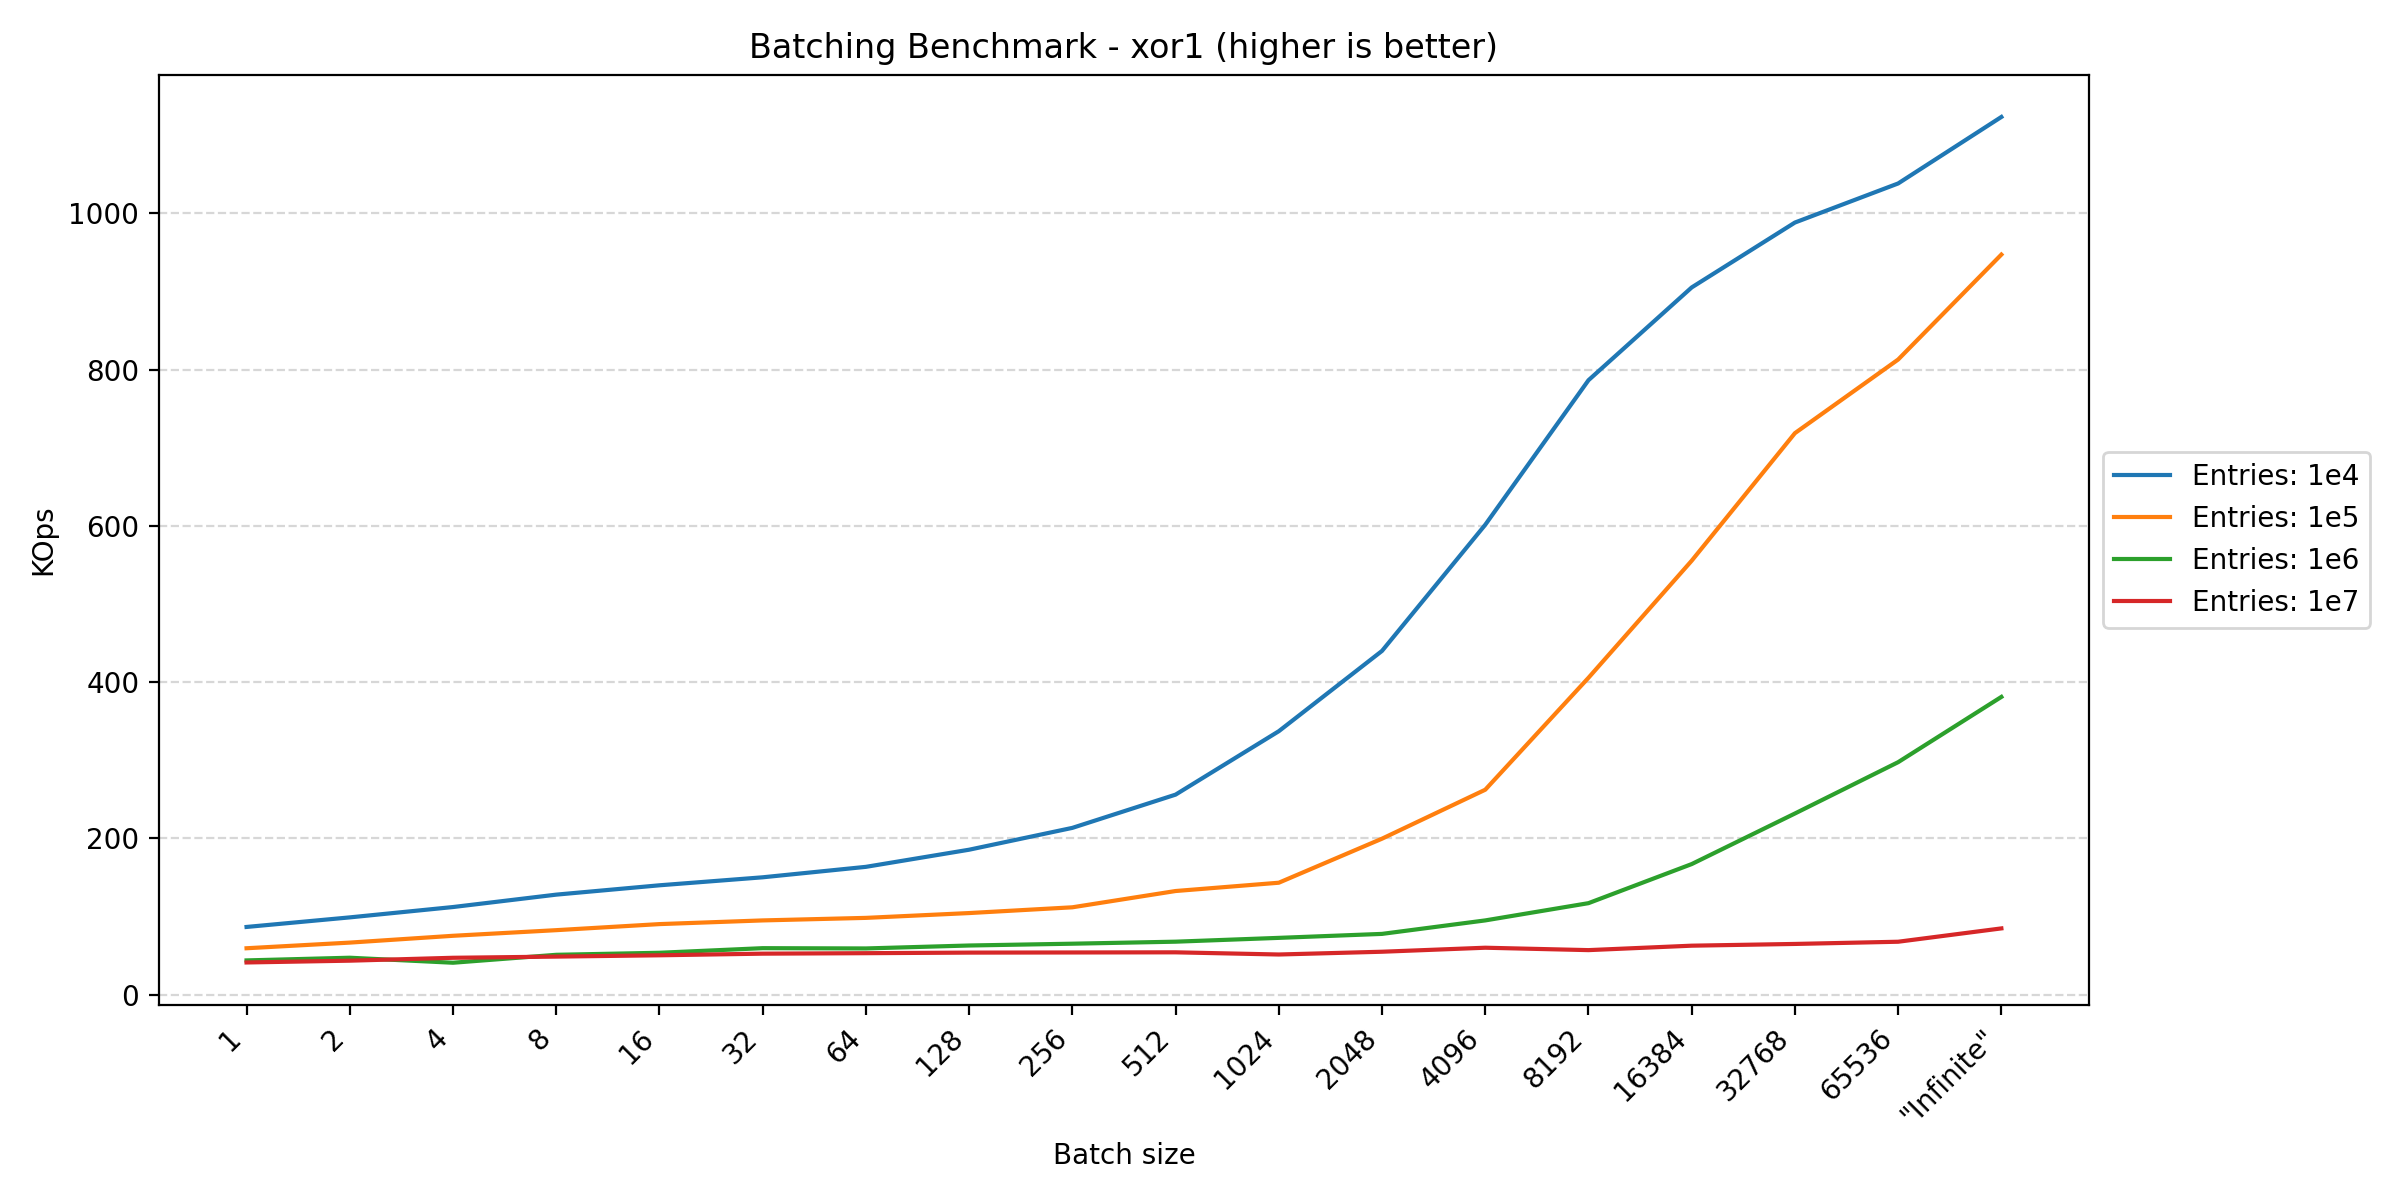 Batching Benchmark - xor1 (higher is better)
KOps
1000
800
600
400
200
0
1
2
4
8
16
32
64
128
256
512
1024
2048
4096
8192
16384
32768
65536
"Infinite"
Batch size
Entries: 1e4
Entries: 1e5
Entries: 1e6
Entries: 1e7